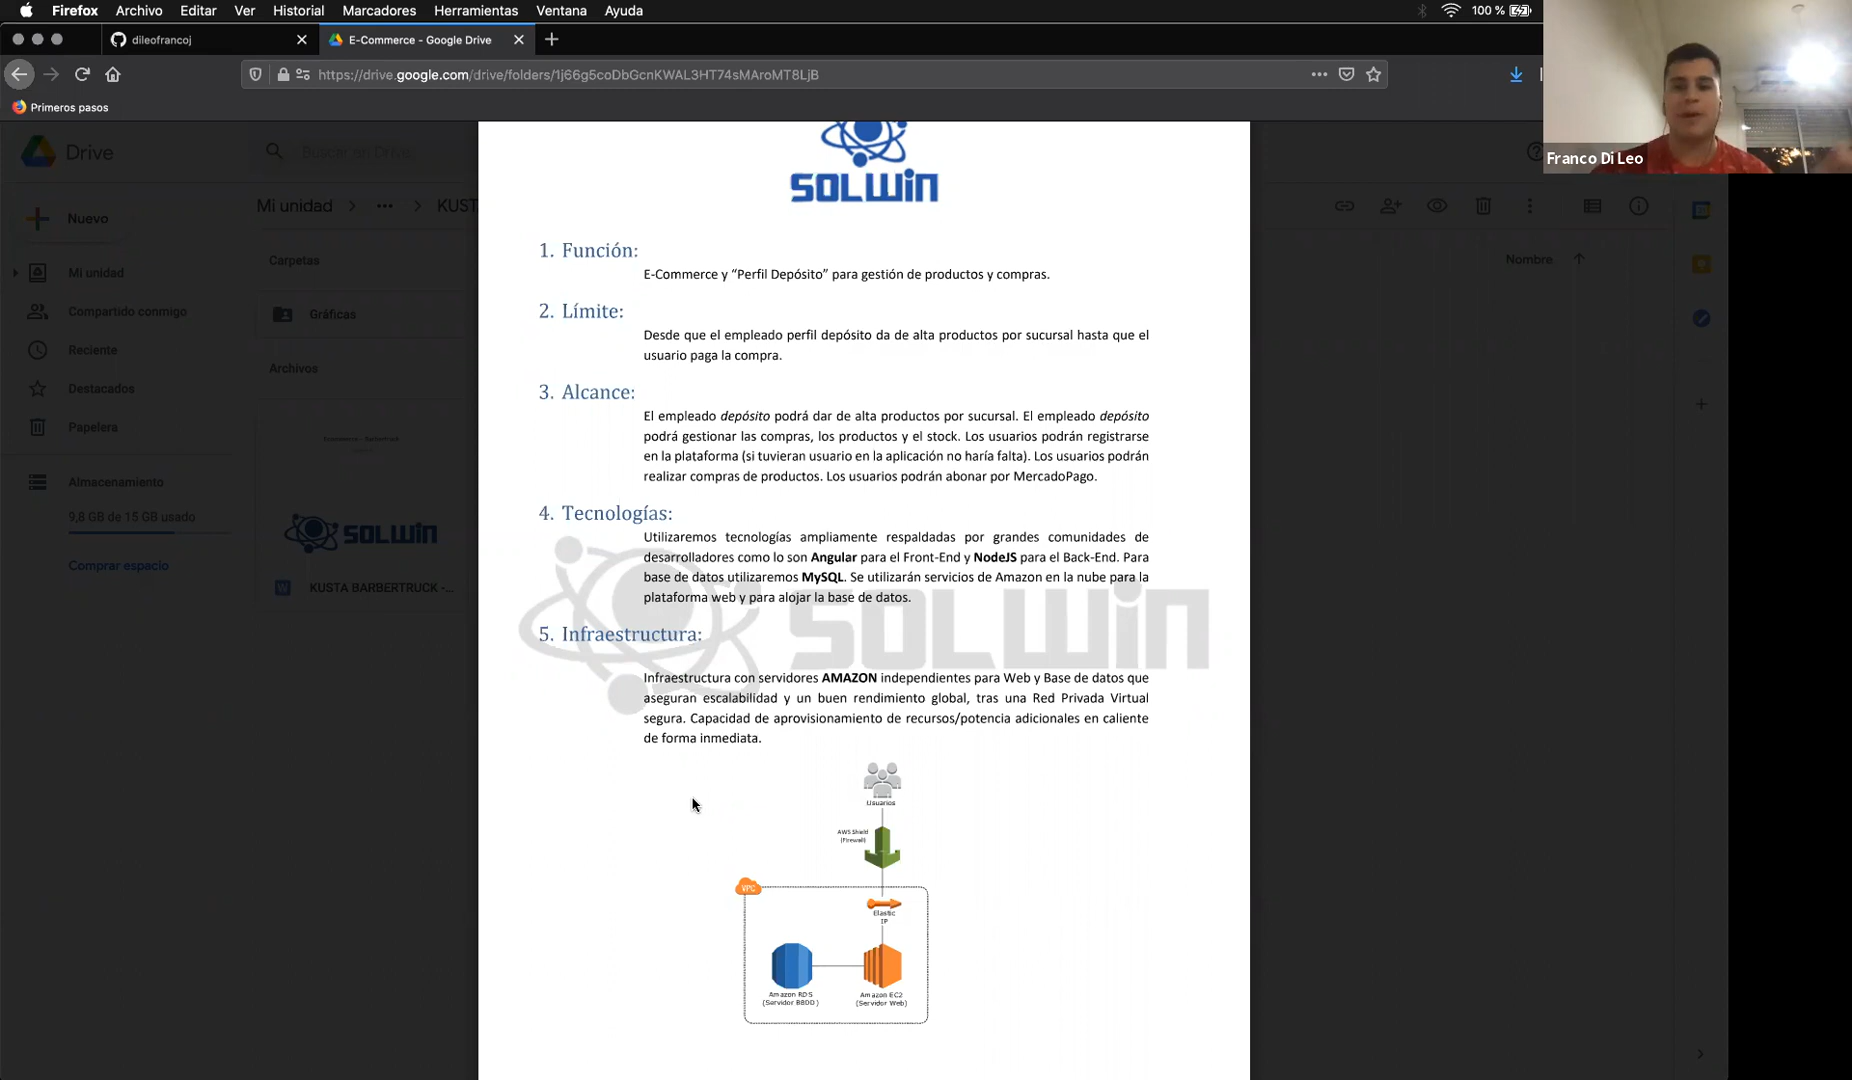 Firefox Archivo Editar Ver Historial Marcadores Herramientas Ventana Ayuda
100 %
dileofrancoj
E-Commerce - Google Drive
https://drive.google.com/drive/folders/1j66g5coDbGcnKWAL3HT74sMAroMT8LjB
Primeros pasos
Franco Di Leo
Drive
Buscar en Drive
Nuevo
Mi unidad
Compartido conmigo
Reciente
Destacados
Papelera
Almacenamiento
9,8 GB de 15 GB usado
Comprar espacio
Mi unidad > ··· > KUST
Carpetas
Nombre
Gráficas
Archivos
SOLWIN
KUSTA BARBERTRUCK -...
SOLWIN
1. Función:
E-Commerce y “Perfil Depósito” para gestión de productos y compras.
2. Límite:
Desde que el empleado perfil depósito da de alta productos por sucursal hasta que el
usuario paga la compra.
3. Alcance:
El empleado depósito podrá dar de alta productos por sucursal. El empleado depósito
podrá gestionar las compras, los productos y el stock. Los usuarios podrán registrarse
en la plataforma (si tuvieran usuario en la aplicación no haría falta). Los usuarios podrán
realizar compras de productos. Los usuarios podrán abonar por MercadoPago.
4. Tecnologías:
Utilizaremos tecnologías ampliamente respaldadas por grandes comunidades de
desarrolladores como lo son Angular para el Front-End y NodeJS para el Back-End. Para
base de datos utilizaremos MySQL. Se utilizarán servicios de Amazon en la nube para la
plataforma web y para alojar la base de datos.
SOLWIN
5. Infraestructura:
Infraestructura con servidores AMAZON independientes para Web y Base de datos que
aseguran escalabilidad y un buen rendimiento global, tras una Red Privada Virtual
segura. Capacidad de aprovisionamiento de recursos/potencia adicionales en caliente
de forma inmediata.
Usuarios
AWS Shield
(Firewall)
VPC
Elastic
IP
Amazon RDS
(Servidor BBDD)
Amazon EC2
(Servidor Web)